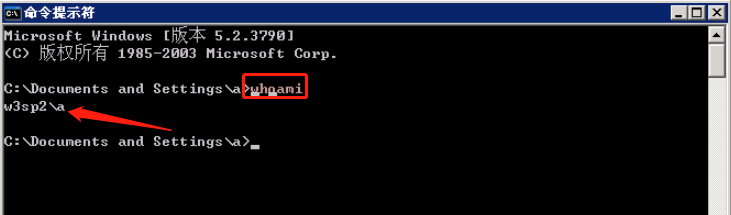 命令提示符
Microsoft Windows [版本 5.2.3790]
(C) 版权所有 1985-2003 Microsoft Corp.
C:\Documents and Settings\a>whoami
w3sp2\a
C:\Documents and Settings\a>_